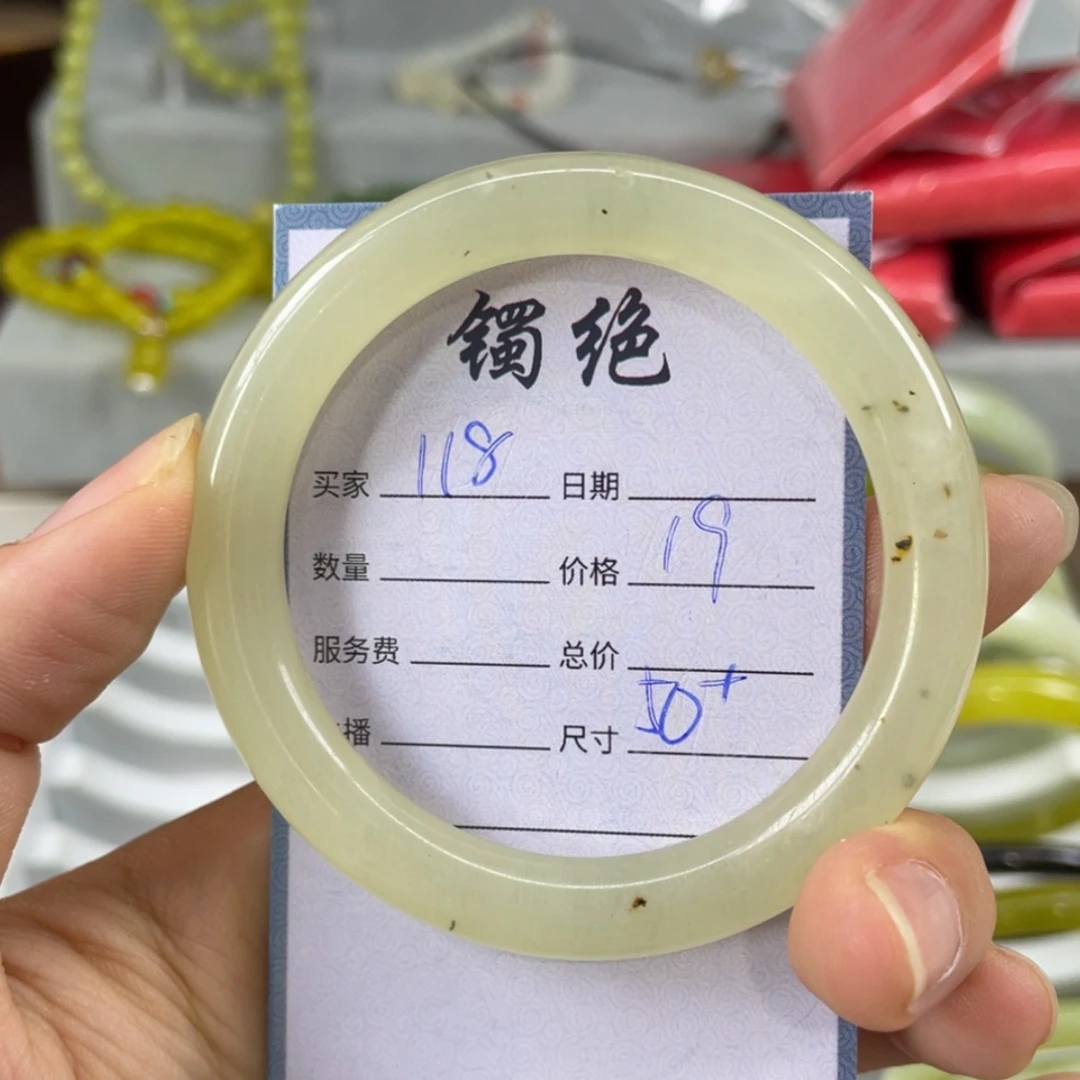 镯绝
买家 118 日期
数量 价格 19
服务费 总价
播 尺寸 50+